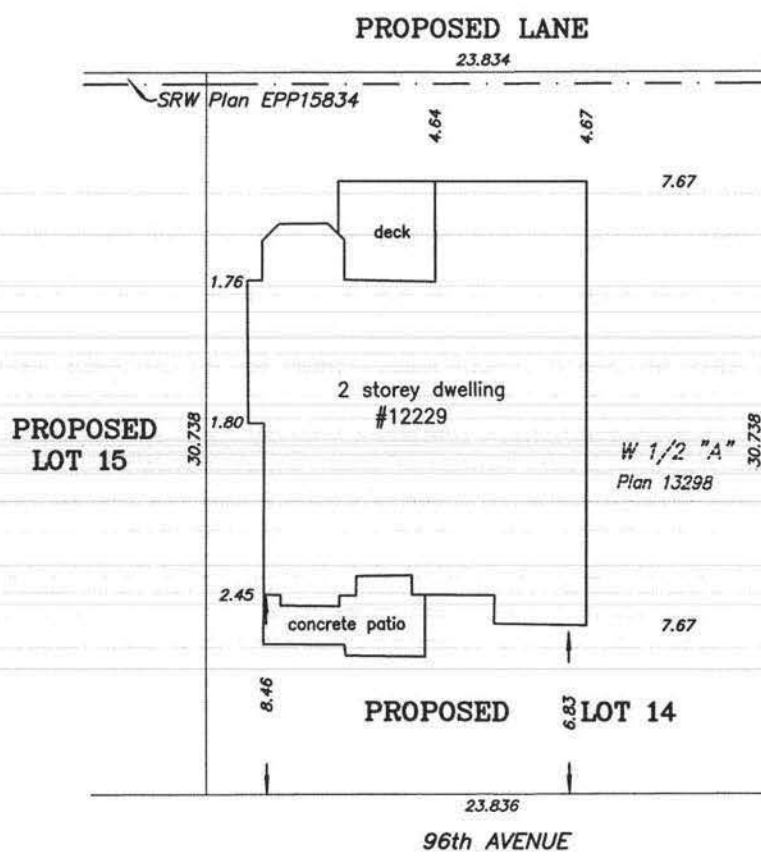 PROPOSED LANE
23.834
SRW Plan EPP15834
4.64
4.67
7.67
deck
1.76
2 storey dwelling
#12229
1.80
PROPOSED
LOT 15
30.738
W 1/2 "A"
Plan 13298
30.738
2.45
concrete patio
7.67
8.46
PROPOSED LOT 14
6.83
23.836
96th AVENUE